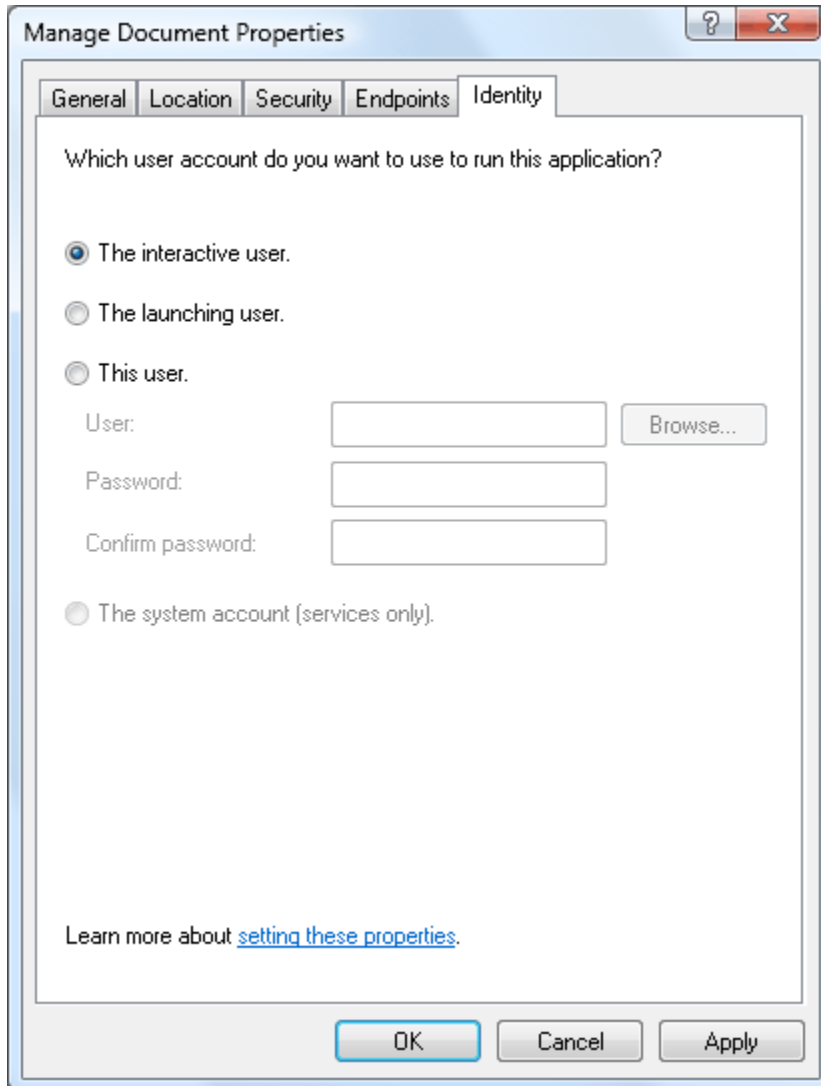 Manage Document Properties
General Location Security Endpoints Identity
Which user account do you want to use to run this application?
The interactive user.
The launching user.
This user.
User: Browse...
Password:
Confirm password:
The system account (services only).
Learn more about setting these properties.
OK Cancel Apply